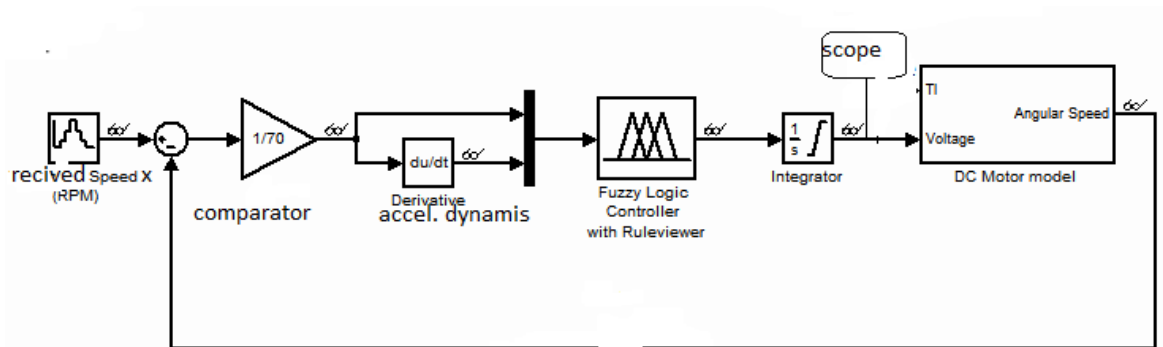 scope
TI
Angular Speed
Voltage
DC Motor model
1/70
du/dt
Derivative
1
s
Integrator
recived Speed x
(RPM)
comparator
accel. dynamis
Fuzzy Logic
Controller
with Ruleviewer